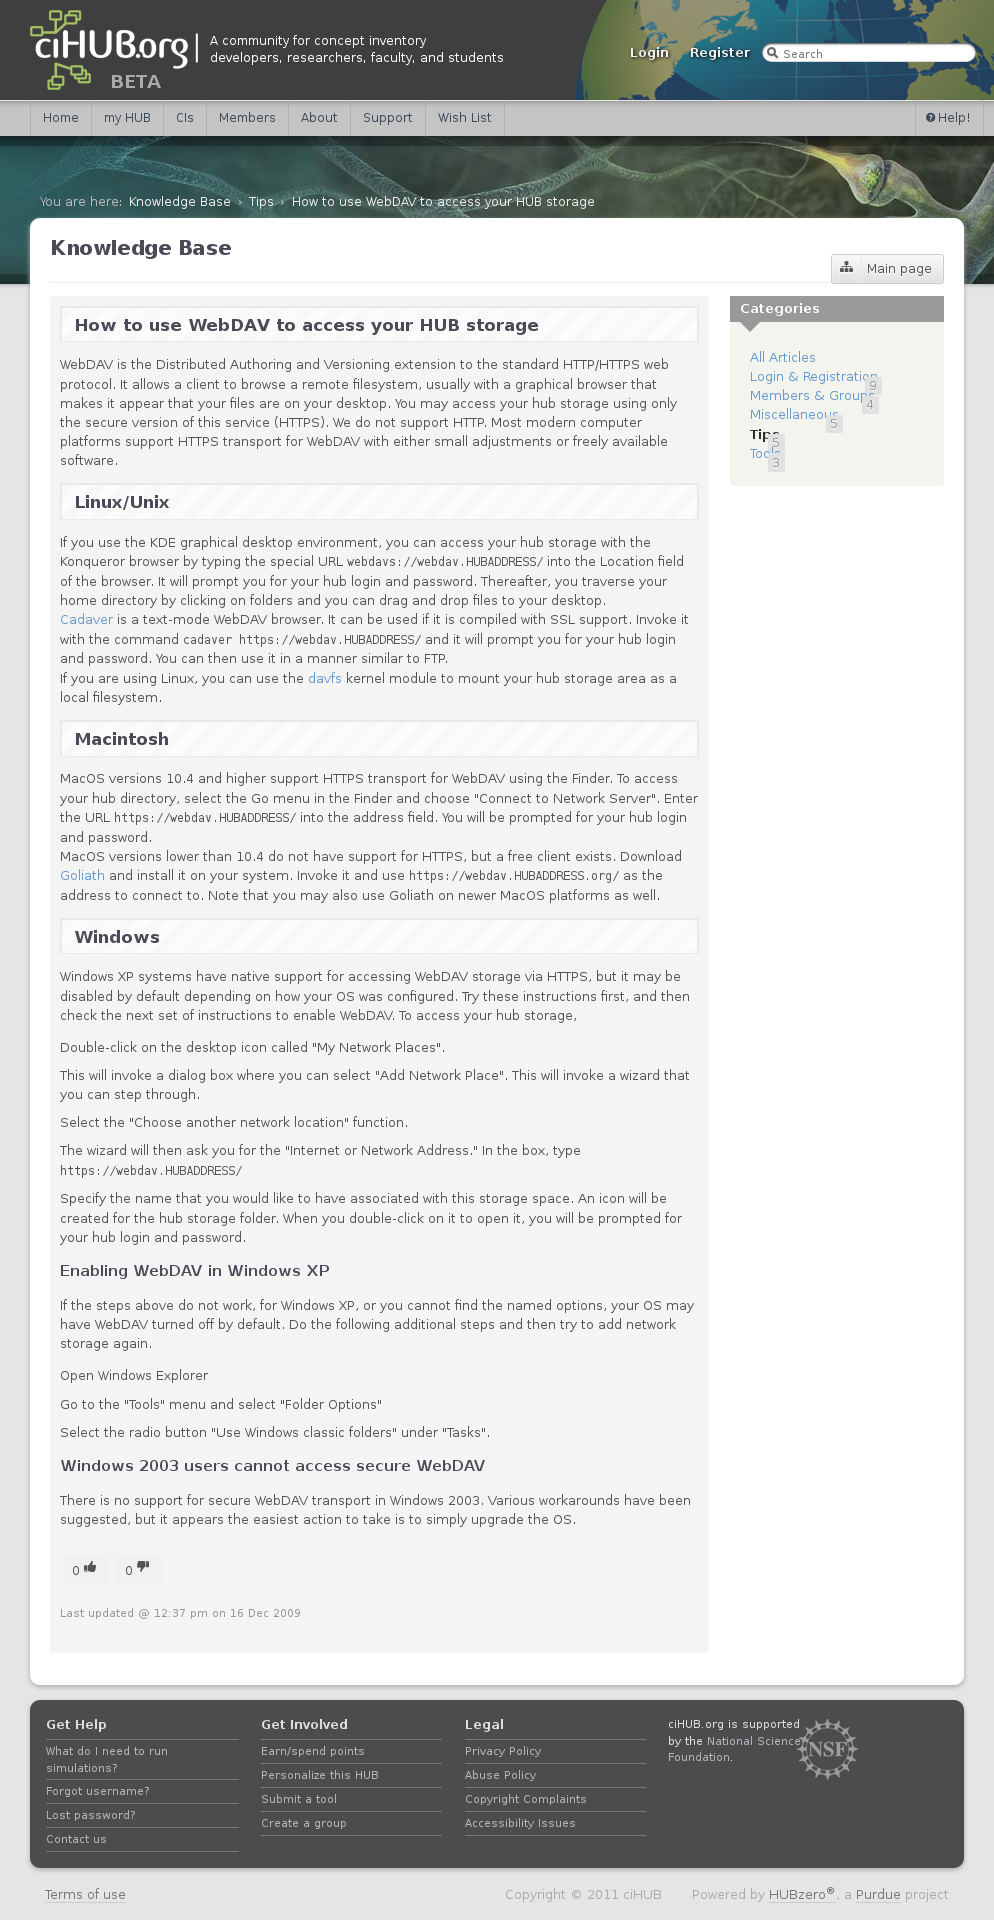 ciHUB.org
BETA
A community for concept inventory
developers, researchers, faculty, and students
Login Register Search
Home my HUB CIs Members About Support Wish List Help!
You are here: Knowledge Base › Tips › How to use WebDAV to access your HUB storage
Knowledge Base
Main page
How to use WebDAV to access your HUB storage
WebDAV is the Distributed Authoring and Versioning extension to the standard HTTP/HTTPS web
protocol. It allows a client to browse a remote filesystem, usually with a graphical browser that
makes it appear that your files are on your desktop. You may access your hub storage using only
the secure version of this service (HTTPS). We do not support HTTP. Most modern computer
platforms support HTTPS transport for WebDAV with either small adjustments or freely available
software.
Linux/Unix
If you use the KDE graphical desktop environment, you can access your hub storage with the
Konqueror browser by typing the special URL webdavs://webdav.HUBADDRESS/ into the Location field
of the browser. It will prompt you for your hub login and password. Thereafter, you traverse your
home directory by clicking on folders and you can drag and drop files to your desktop.
Cadaver is a text-mode WebDAV browser. It can be used if it is compiled with SSL support. Invoke it
with the command cadaver https://webdav.HUBADDRESS/ and it will prompt you for your hub login
and password. You can then use it in a manner similar to FTP.
If you are using Linux, you can use the davfs kernel module to mount your hub storage area as a
local filesystem.
Macintosh
MacOS versions 10.4 and higher support HTTPS transport for WebDAV using the Finder. To access
your hub directory, select the Go menu in the Finder and choose "Connect to Network Server". Enter
the URL https://webdav.HUBADDRESS/ into the address field. You will be prompted for your hub login
and password.
MacOS versions lower than 10.4 do not have support for HTTPS, but a free client exists. Download
Goliath and install it on your system. Invoke it and use https://webdav.HUBADDRESS.org/ as the
address to connect to. Note that you may also use Goliath on newer MacOS platforms as well.
Windows
Windows XP systems have native support for accessing WebDAV storage via HTTPS, but it may be
disabled by default depending on how your OS was configured. Try these instructions first, and then
check the next set of instructions to enable WebDAV. To access your hub storage,
Double-click on the desktop icon called "My Network Places".
This will invoke a dialog box where you can select "Add Network Place". This will invoke a wizard that
you can step through.
Select the "Choose another network location" function.
The wizard will then ask you for the "Internet or Network Address." In the box, type
https://webdav.HUBADDRESS/
Specify the name that you would like to have associated with this storage space. An icon will be
created for the hub storage folder. When you double-click on it to open it, you will be prompted for
your hub login and password.
Enabling WebDAV in Windows XP
If the steps above do not work, for Windows XP, or you cannot find the named options, your OS may
have WebDAV turned off by default. Do the following additional steps and then try to add network
storage again.
Open Windows Explorer
Go to the "Tools" menu and select "Folder Options"
Select the radio button "Use Windows classic folders" under "Tasks".
Windows 2003 users cannot access secure WebDAV
There is no support for secure WebDAV transport in Windows 2003. Various workarounds have been
suggested, but it appears the easiest action to take is to simply upgrade the OS.
0 0
Last updated @ 12:37 pm on 16 Dec 2009
Categories
All Articles
Login & Registration 9
Members & Groups 4
Miscellaneous 5
Tips 5
Tools 3
Get Help
What do I need to run
simulations?
Forgot username?
Lost password?
Contact us
Get Involved
Earn/spend points
Personalize this HUB
Submit a tool
Create a group
Legal
Privacy Policy
Abuse Policy
Copyright Complaints
Accessibility Issues
ciHUB.org is supported
by the National Science
Foundation.
NSF
Terms of use Copyright © 2011 ciHUB Powered by HUBzero®, a Purdue project